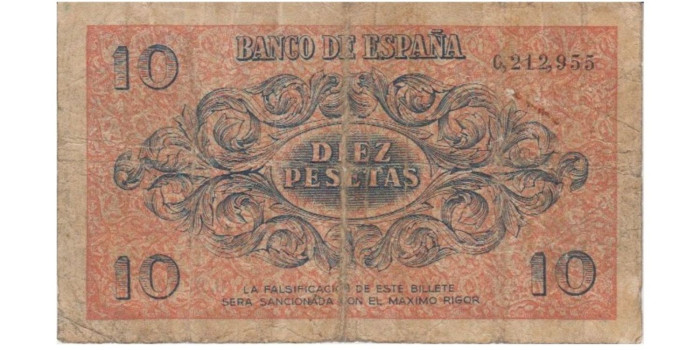 10
BANCO DE ESPAÑA
C,212,955
DIEZ
PESETAS
10
10
LA FALSIFICACION DE ESTE BILLETE
SERA SANCIONADA CON EL MAXIMO RIGOR